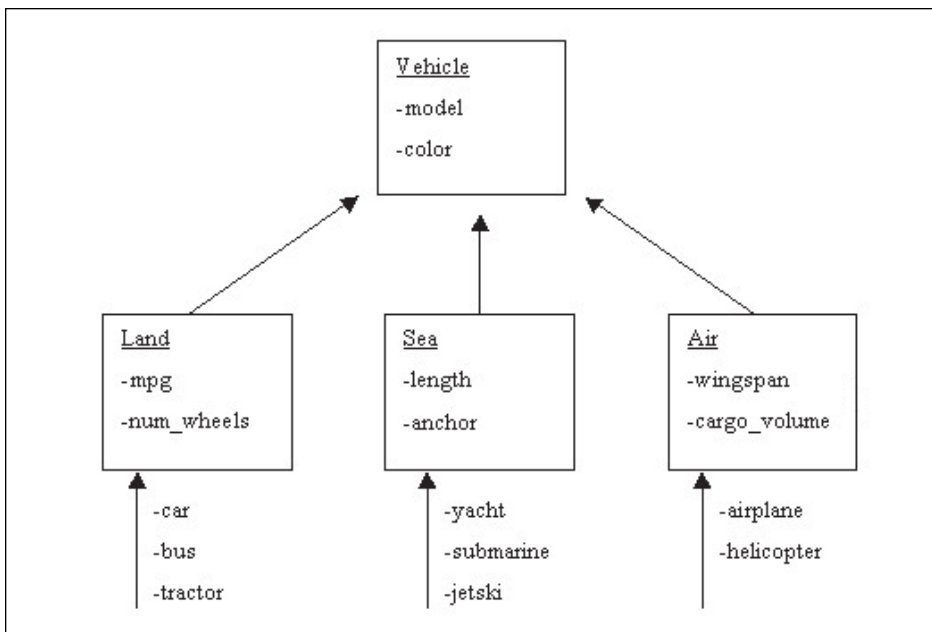 Vehicle
-model
-color
Land
-mpg
-num_wheels
Sea
-length
-anchor
Air
-wingspan
-cargo_volume
-car
-bus
-tractor
-yacht
-submarine
-jetski
-airplane
-helicopter